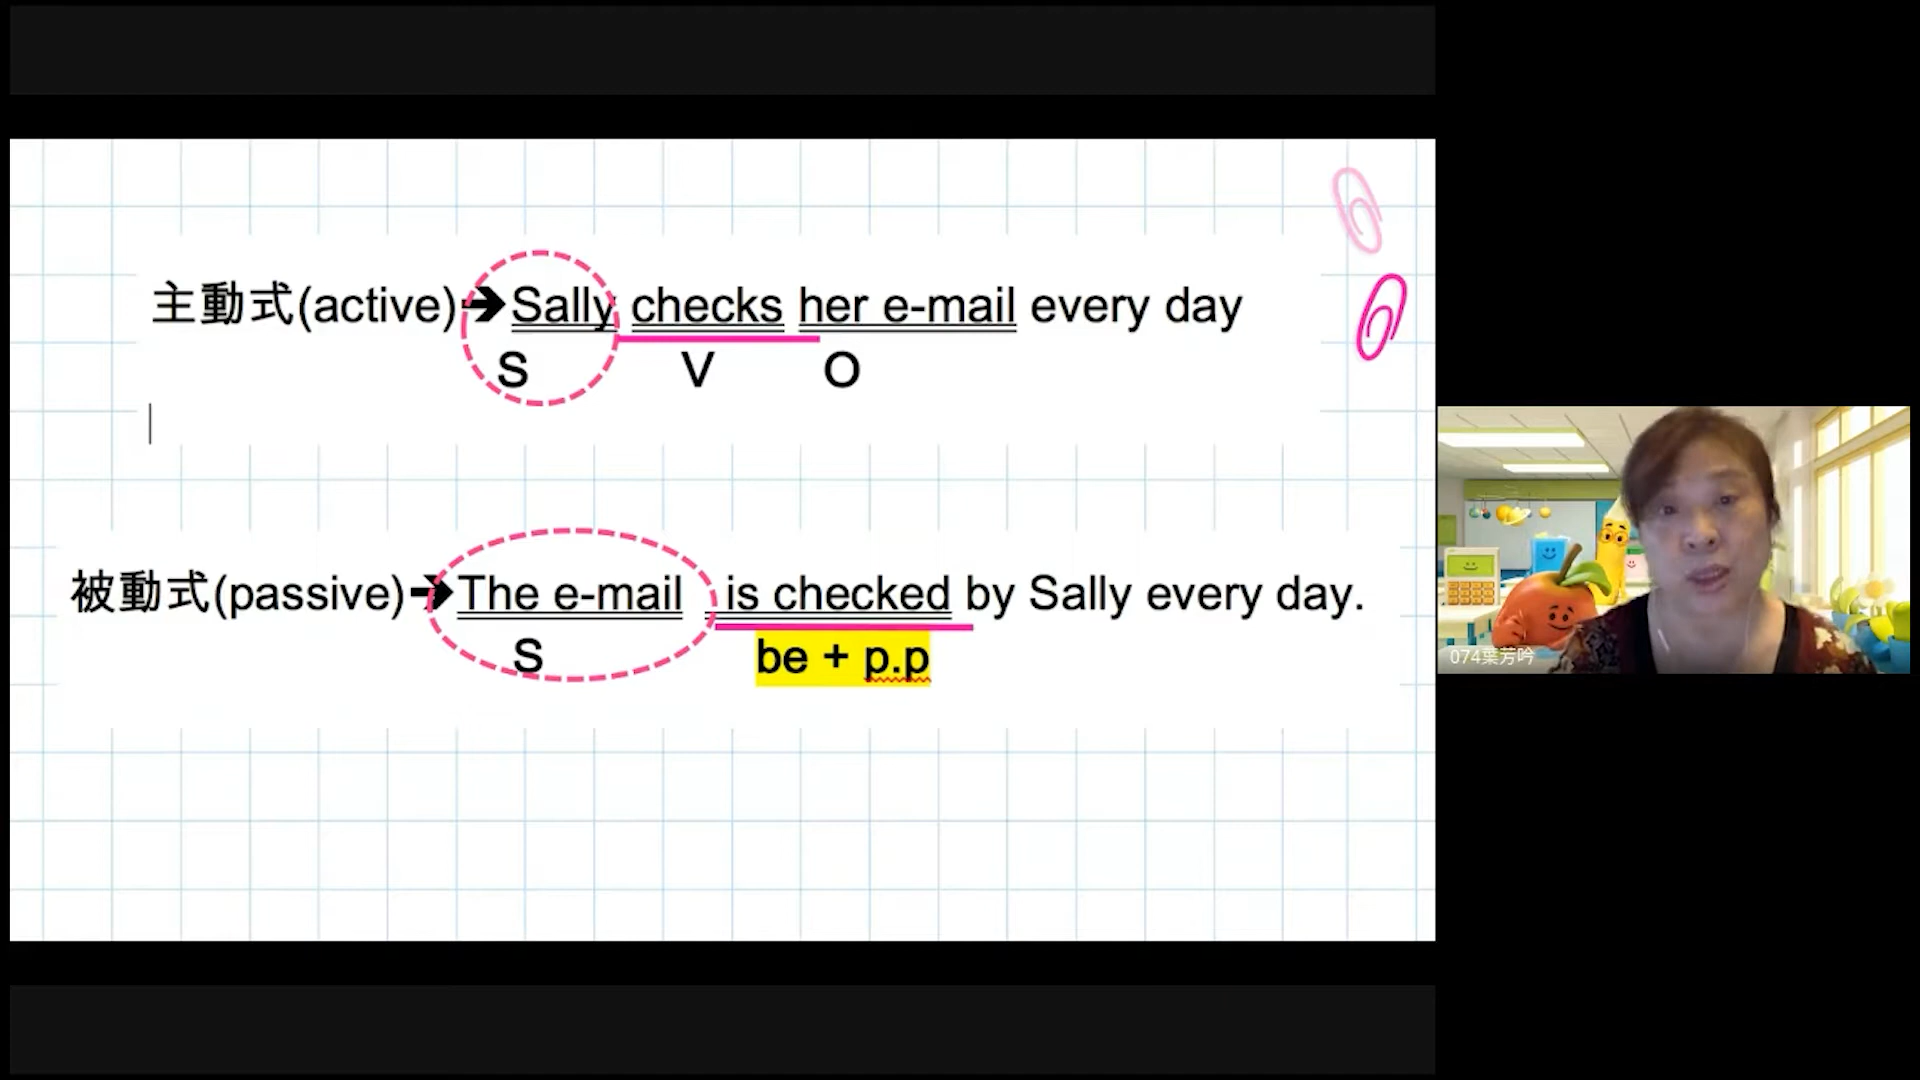 主動式(active)➔Sally checks her e-mail every day
S V O
被動式(passive)➔The e-mail is checked by Sally every day.
S be + p.p
074葉芳吟